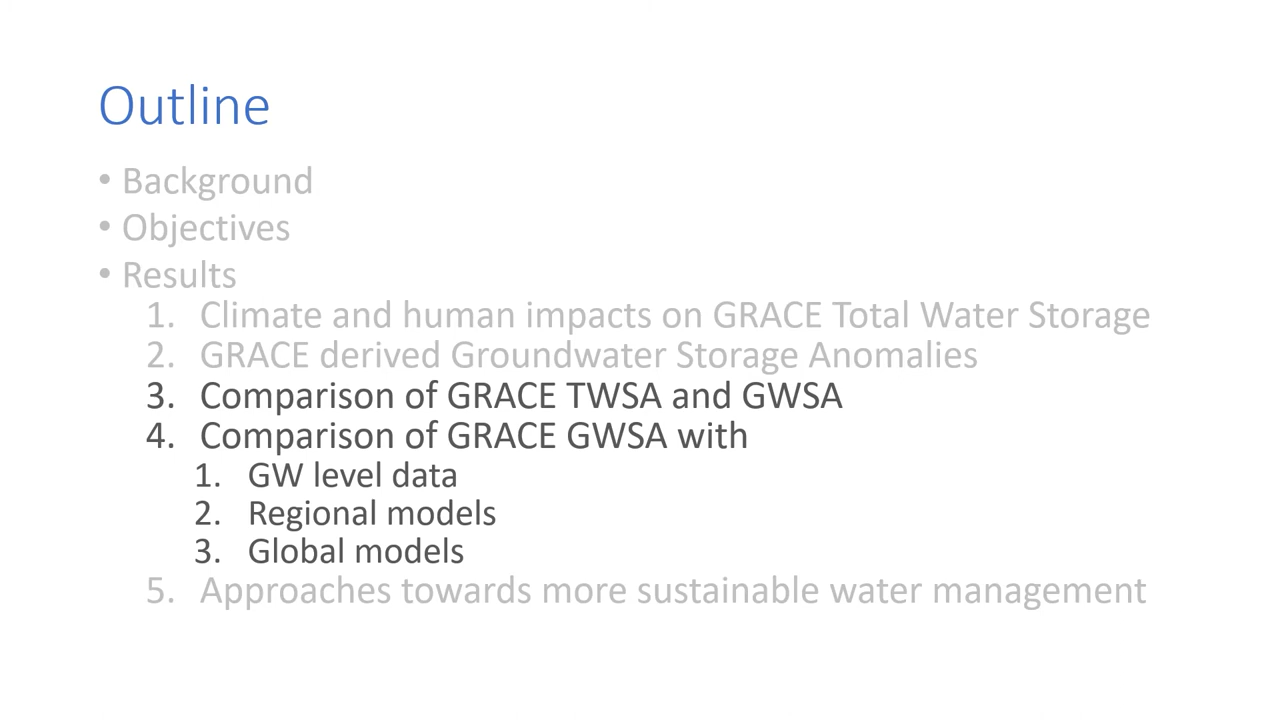 Outline
• Background
• Objectives
• Results
1. Climate and human impacts on GRACE Total Water Storage
2. GRACE derived Groundwater Storage Anomalies
3. Comparison of GRACE TWSA and GWSA
4. Comparison of GRACE GWSA with
1. GW level data
2. Regional models
3. Global models
5. Approaches towards more sustainable water management